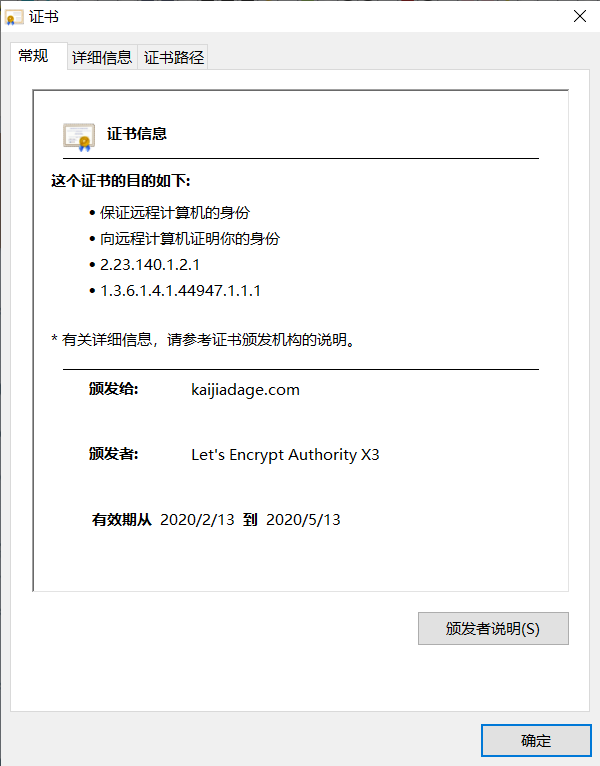 证书
常规 详细信息 证书路径
证书信息
这个证书的目的如下:
• 保证远程计算机的身份
• 向远程计算机证明你的身份
• 2.23.140.1.2.1
• 1.3.6.1.4.1.44947.1.1.1
* 有关详细信息，请参考证书颁发机构的说明。
颁发给: kaijiadage.com
颁发者: Let's Encrypt Authority X3
有效期从 2020/2/13 到 2020/5/13
颁发者说明(S)
确定